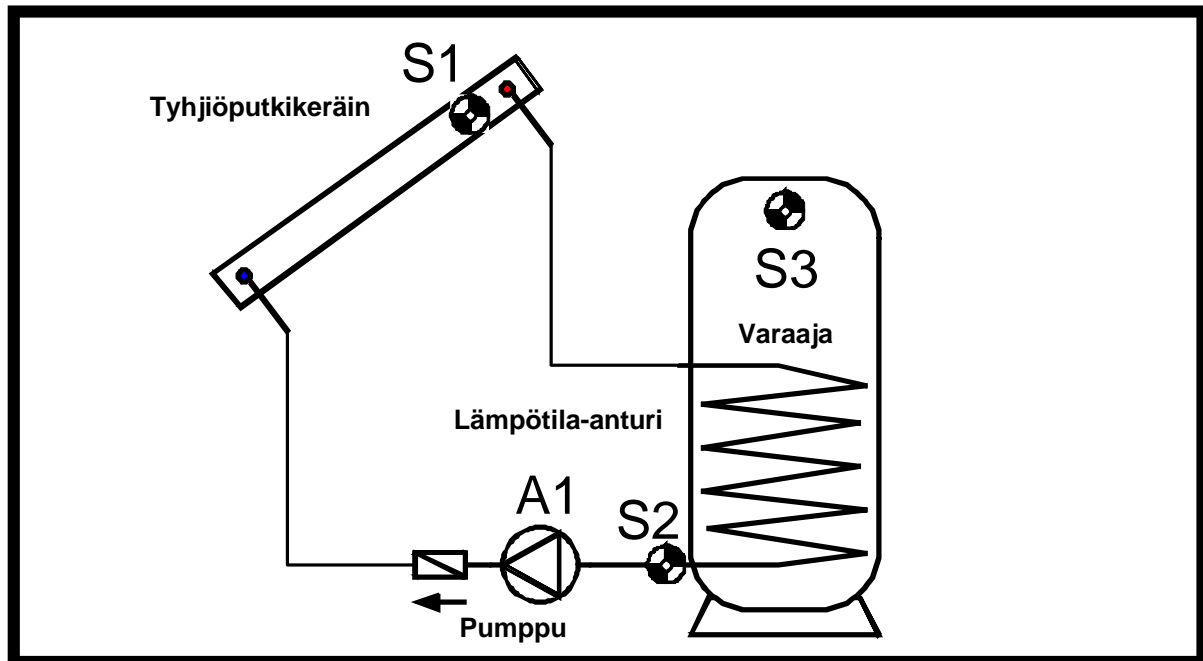 S1
Tyhjiöputkikeräin
S3
Varaaja
Lämpötila-anturi
A1
S2
Pumppu